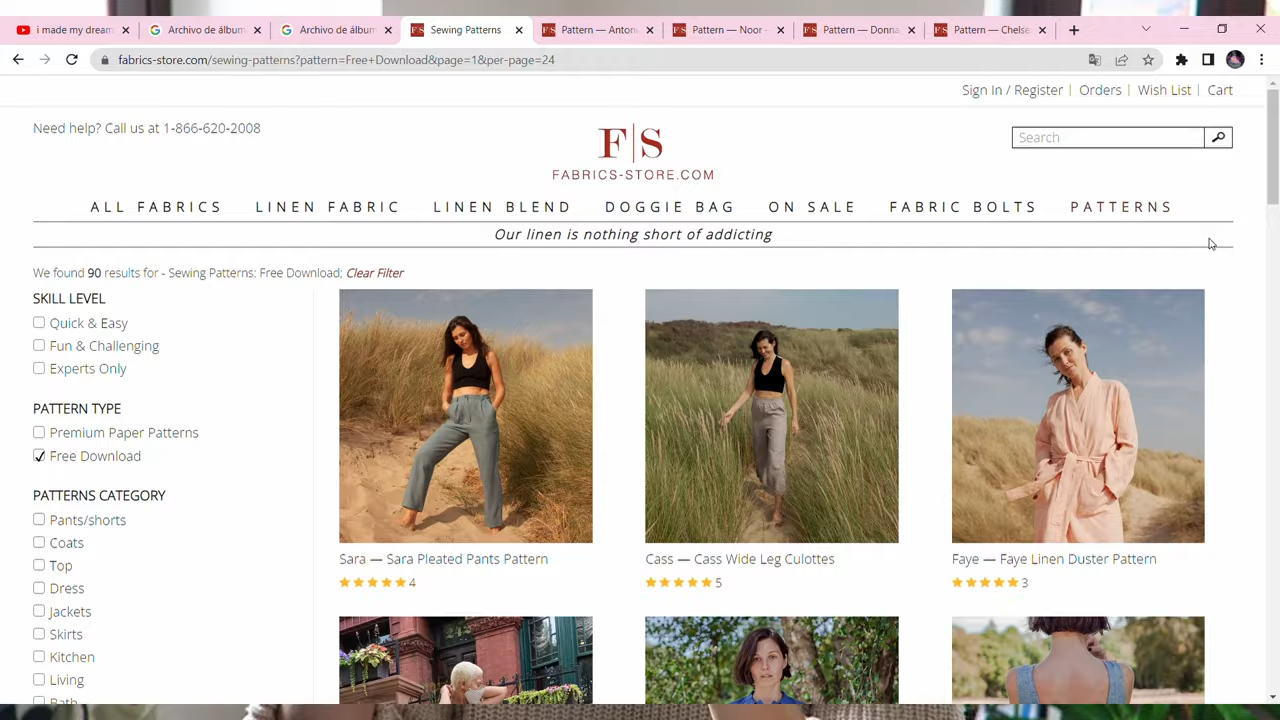 i made my dream
Archivo de álbum
Archivo de álbum
Sewing Patterns
Pattern — Anton
Pattern — Noor -
Pattern — Donna
Pattern — Chelse
fabrics-store.com/sewing-patterns?pattern=Free+Download&page=1&per-page=24
Sign In / Register | Orders | Wish List | Cart
Need help? Call us at 1-866-620-2008
F|S
FABRICS-STORE.COM
Search
ALL FABRICS LINEN FABRIC LINEN BLEND DOGGIE BAG ON SALE FABRIC BOLTS PATTERNS
Our linen is nothing short of addicting
We found 90 results for - Sewing Patterns: Free Download; Clear Filter
SKILL LEVEL
Quick & Easy
Fun & Challenging
Experts Only
PATTERN TYPE
Premium Paper Patterns
Free Download
PATTERNS CATEGORY
Pants/shorts
Coats
Top
Dress
Jackets
Skirts
Kitchen
Living
Bath
Sara — Sara Pleated Pants Pattern
4
Cass — Cass Wide Leg Culottes
5
Faye — Faye Linen Duster Pattern
3